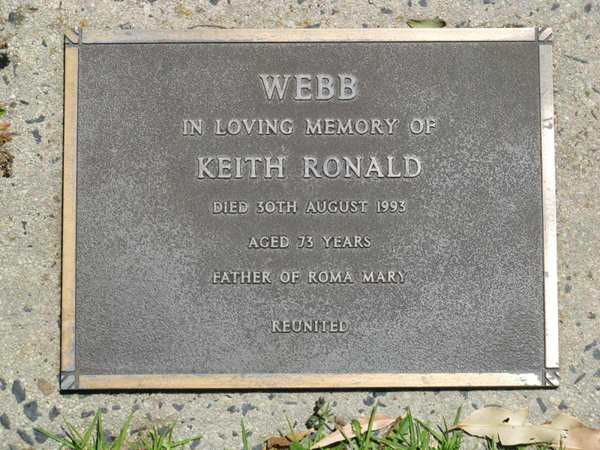 WEBB
IN LOVING MEMORY OF
KEITH RONALD
DIED 30TH AUGUST 1993
AGED 73 YEARS
FATHER OF ROMA MARY
REUNITED